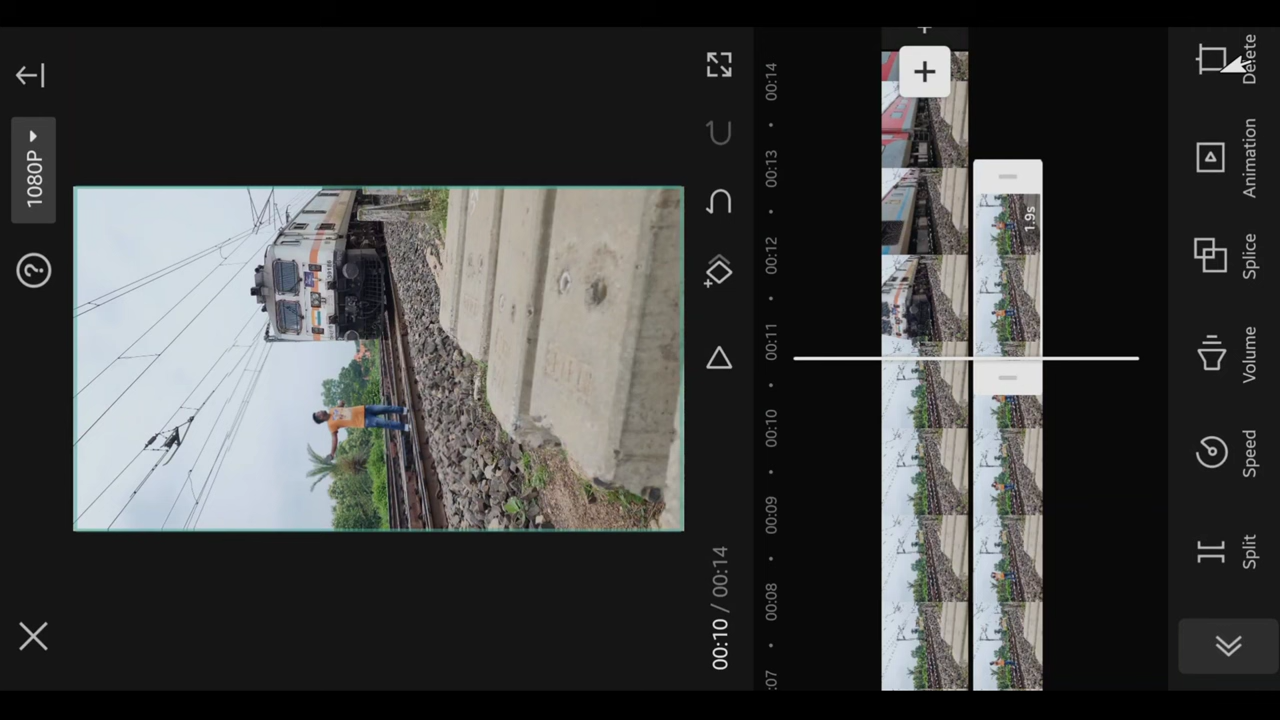 1080P
00:10 / 00:14
:07
00:08
00:09
00:10
00:11
00:12
00:13
00:14
1.9s
Split
Speed
Volume
Splice
Animation
Delete